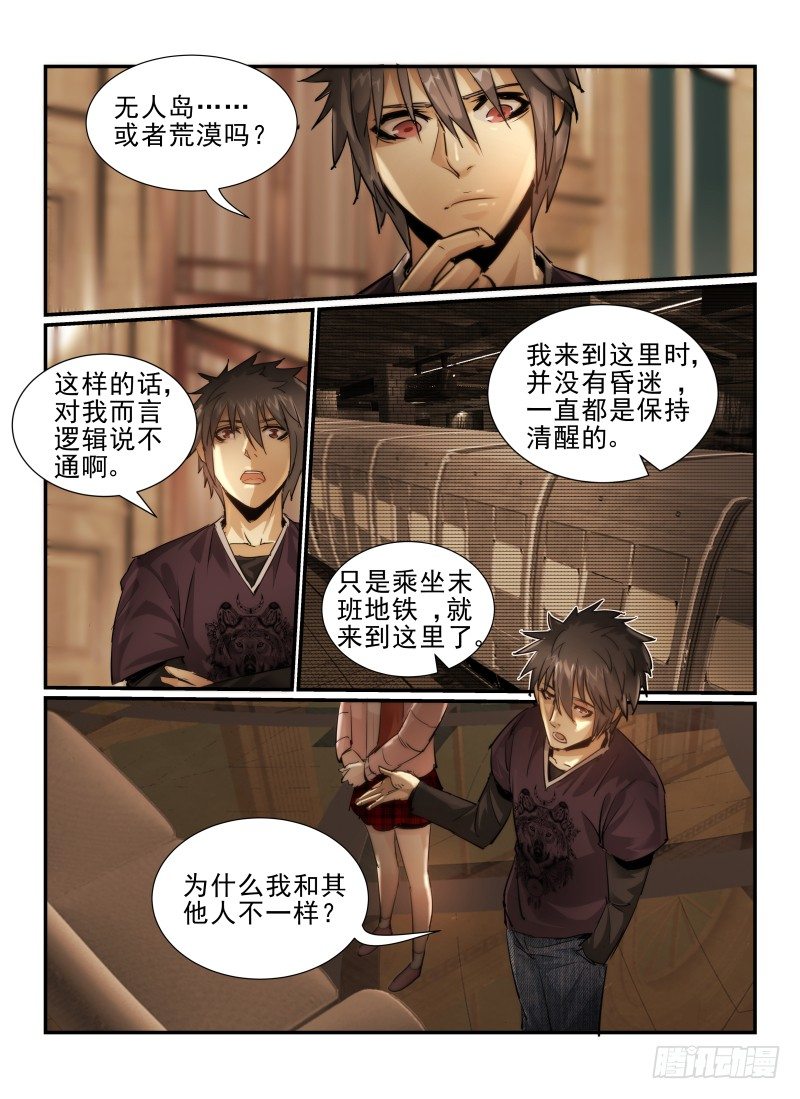 无人岛……
或者荒漠吗?
这样的话,
对我而言
逻辑说不
通啊。
我来到这里时,
并没有昏迷,
一直都是保持
清醒的。
只是乘坐末
班地铁,就
来到这里了。
为什么我和其
他人不一样?
腾讯动漫